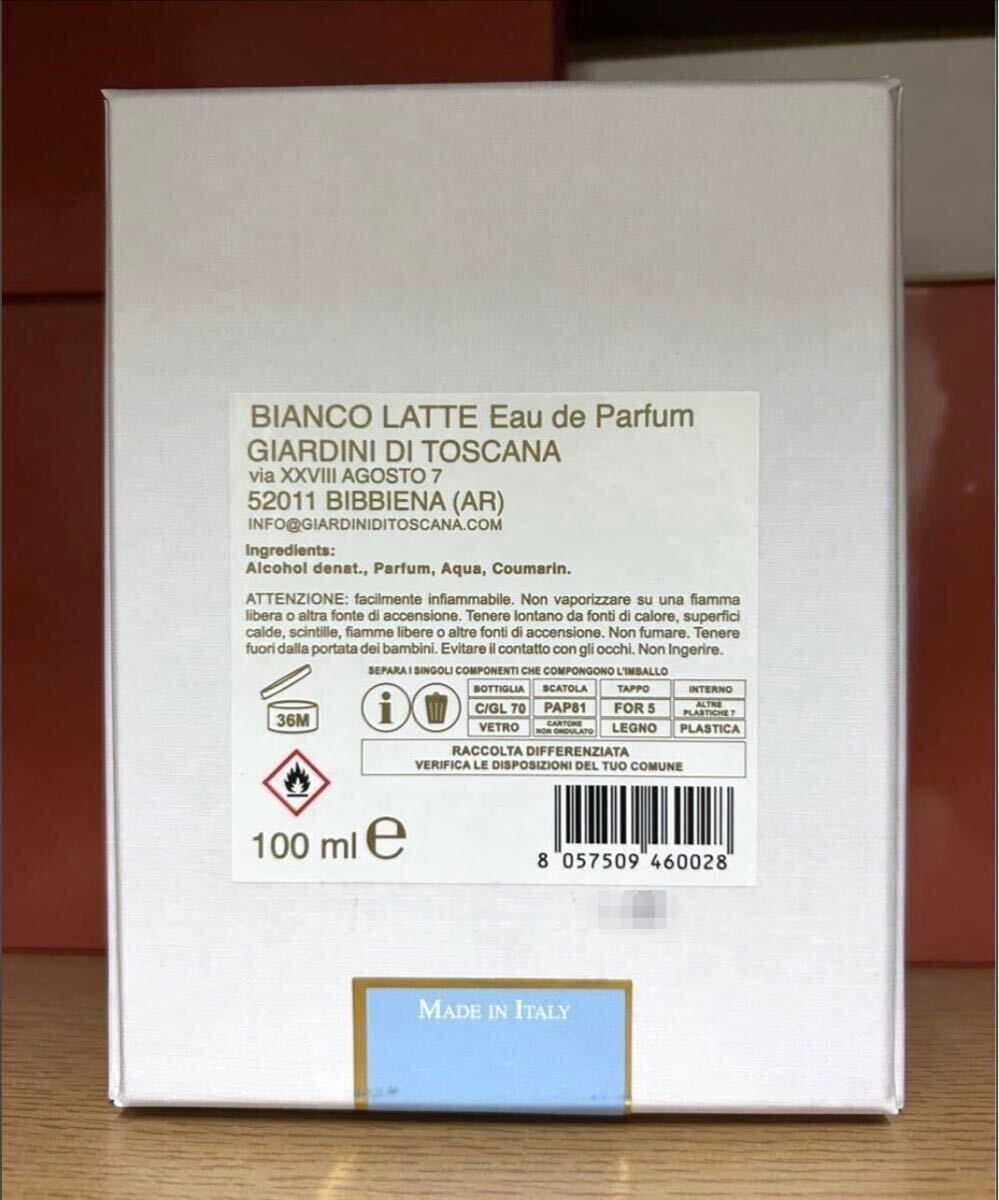 BIANCO LATTE Eau de Parfum
GIARDINI DI TOSCANA
via XXVIII AGOSTO 7
52011 BIBBIENA (AR)
INFO@GIARDINIDITOSCANA.COM
Ingredients:
Alcohol denat., Parfum, Aqua, Coumarin.
ATTENZIONE: facilmente infiammabile. Non vaporizzare su una fiamma
libera o altra fonte di accensione. Tenere lontano da fonti di calore, superfici
calde, scintille, fiamme libere o altre fonti di accensione. Non fumare. Tenere
fuori dalla portata dei bambini. Evitare il contatto con gli occhi. Non Ingerire.
SEPARA I SINGOLI COMPONENTI CHE COMPONGONO L'IMBALLO
36M
i
BOTTIGLIA SCATOLA TAPPO INTERNO
C/GL 70 PAP81 FOR 5 ALTRE PLASTICHE 7
VETRO CARTONE NON ONDULATO LEGNO PLASTICA
RACCOLTA DIFFERENZIATA
VERIFICA LE DISPOSIZIONI DEL TUO COMUNE
100 ml e
8 057509 460028
MADE IN ITALY